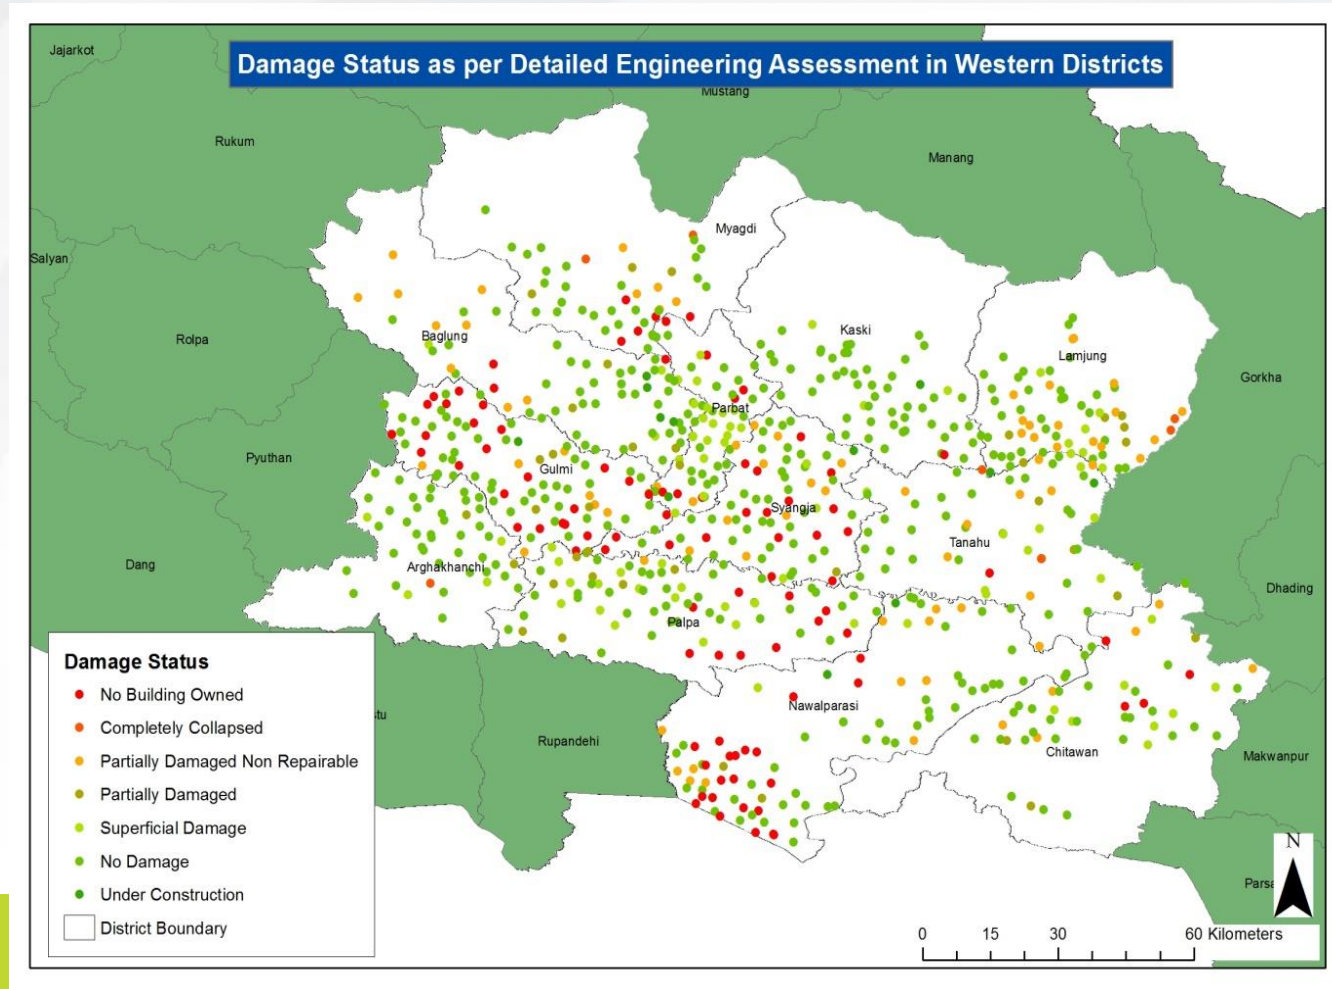 Damage Status as per Detailed Engineering Assessment in Western Districts
Jajarkot
Mustang
Rukum
Manang
Myagdi
Salyan
Kaski
Baglung
Rolpa
Lamjung
Gorkha
Parbat
Pyuthan
Gulmi
Syangja
Tanahu
Dang
Arghakhanchi
Dhading
Palpa
Nawalparasi
stu
Rupandehi
Chitawan
Makwanpur
Parsa
Damage Status
No Building Owned
Completely Collapsed
Partially Damaged Non Repairable
Partially Damaged
Superficial Damage
No Damage
Under Construction
District Boundary
N
0 15 30 60 Kilometers